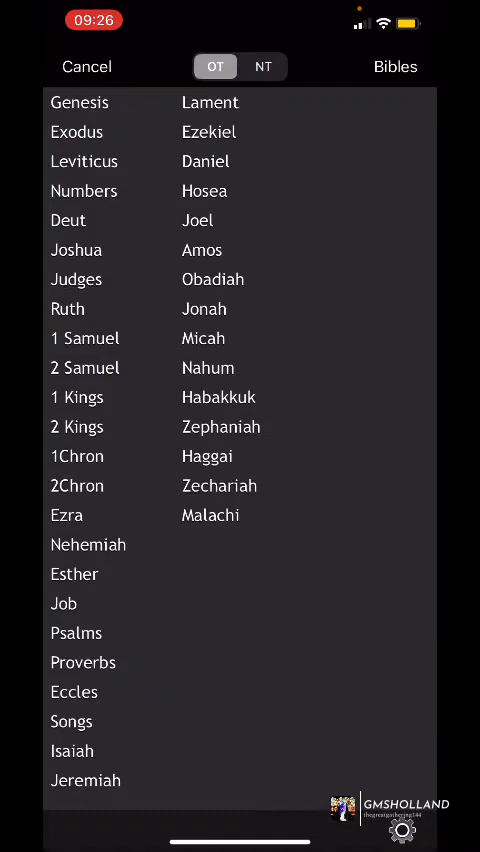 09:26
Cancel OT NT Bibles
Genesis Lament
Exodus Ezekiel
Leviticus Daniel
Numbers Hosea
Deut Joel
Joshua Amos
Judges Obadiah
Ruth Jonah
1 Samuel Micah
2 Samuel Nahum
1 Kings Habakkuk
2 Kings Zephaniah
1Chron Haggai
2Chron Zechariah
Ezra Malachi
Nehemiah
Esther
Job
Psalms
Proverbs
Eccles
Songs
Isaiah
Jeremiah
GMSHOLLAND
thegreatgathering144